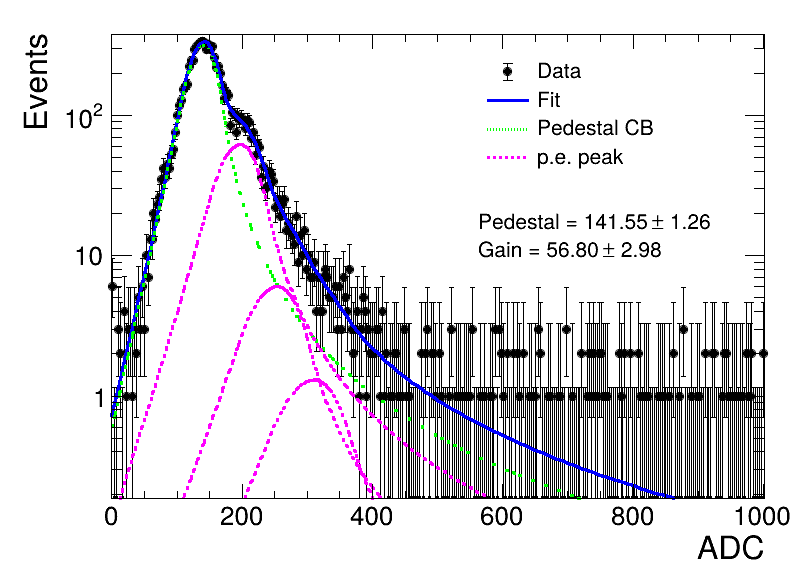 Events
10²
10
1
Data
Fit
Pedestal CB
p.e. peak
Pedestal = 141.55 ± 1.26
Gain = 56.80 ± 2.98
0 200 400 600 800 1000
ADC